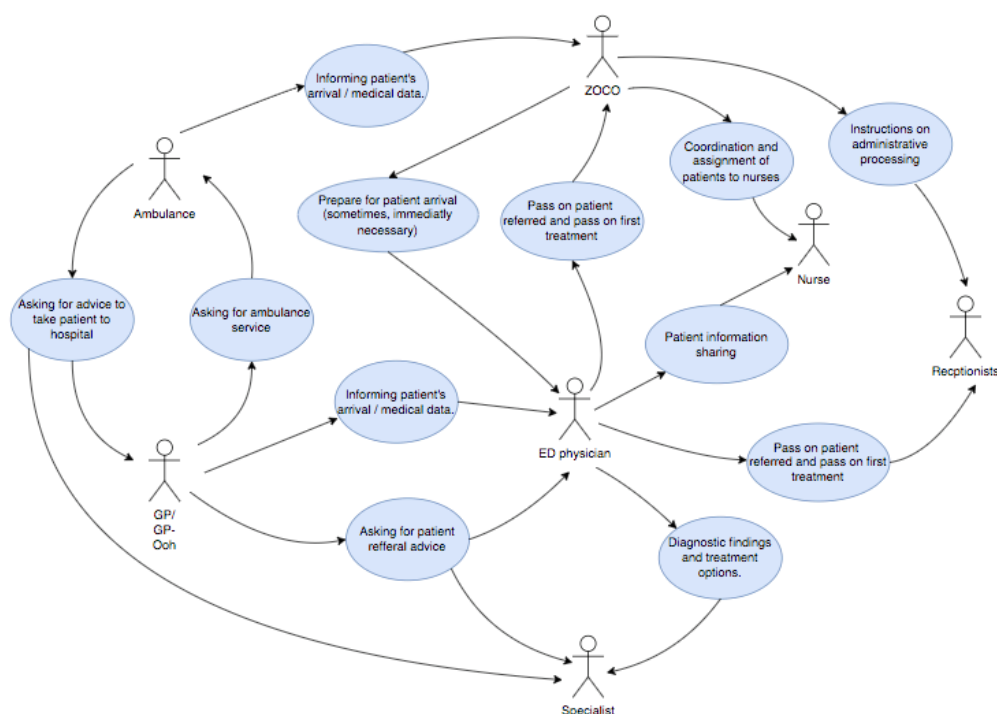 Informing patient's
arrival / medical data.
ZOCO
Instructions on
administrative
processing
Coordination and
assignment of
patients to nurses
Ambulance
Prepare for patient arrival
(sometimes, immediatly
necessary)
Pass on patient
referred and pass on first
treatment
Nurse
Asking for advice to
take patient to
hospital
Asking for ambulance
service
Patient information
sharing
Recptionists
Informing patient's
arrival / medical data.
ED physician
Pass on patient
referred and pass on first
treatment
GP/
GP-
Ooh
Asking for patient
refferal advice
Diagnostic findings
and treatment
options.
Specialist